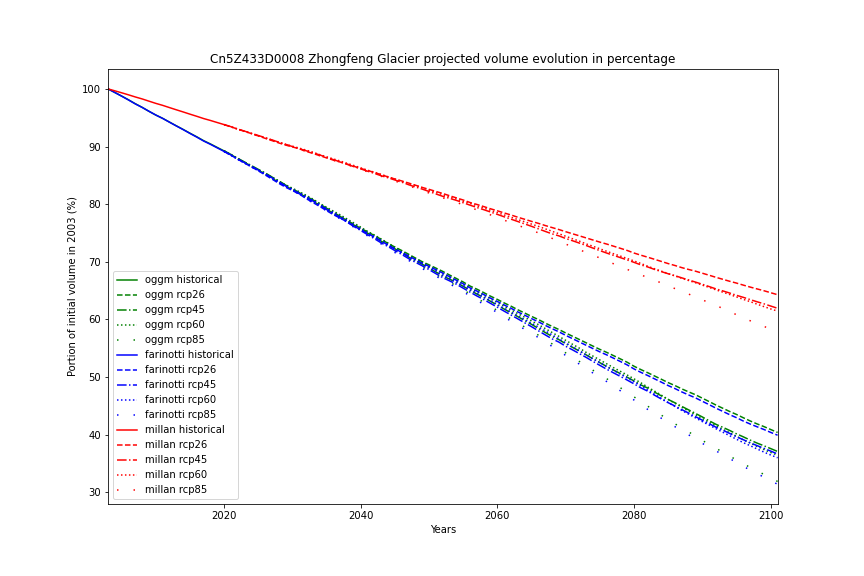 Cn5Z433D0008 Zhongfeng Glacier projected volume evolution in percentage
Portion of initial volume in 2003 (%)
100
90
80
70
60
50
40
30
oggm historical
oggm rcp26
oggm rcp45
oggm rcp60
oggm rcp85
farinotti historical
farinotti rcp26
farinotti rcp45
farinotti rcp60
farinotti rcp85
millan historical
millan rcp26
millan rcp45
millan rcp60
millan rcp85
2020 2040 2060 2080 2100
Years